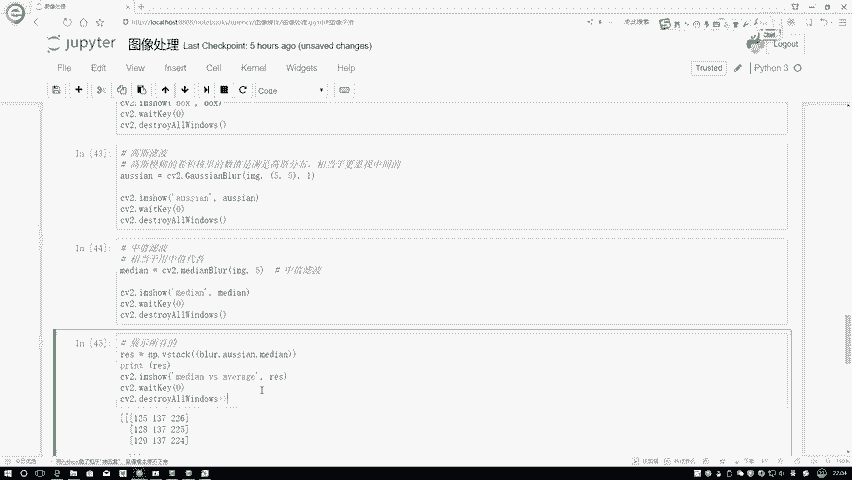 jupyter 图像处理 Last Checkpoint: 5 hours ago (unsaved changes)
Logout
File Edit View Insert Cell Kernel Widgets Help
Trusted Python 3
Code
cv2.imshow('box', box)
cv2.waitKey(0)
cv2.destroyAllWindows()
In [43]:
# 高斯滤波
# 高斯模糊的卷积核里的数值是满足高斯分布，相当于更重视中间的
aussian = cv2.GaussianBlur(img, (5, 5), 1)
cv2.imshow('aussian', aussian)
cv2.waitKey(0)
cv2.destroyAllWindows()
In [44]:
# 中值滤波
# 相当于用中值代替
median = cv2.medianBlur(img, 5)  # 中值滤波
cv2.imshow('median', median)
cv2.waitKey(0)
cv2.destroyAllWindows()
In [45]:
# 展示所有的
res = np.vstack((blur,aussian,median))
print (res)
cv2.imshow('median vs average', res)
cv2.waitKey(0)
cv2.destroyAllWindows()
[[[125 137 226]
[128 137 225]
[129 137 224]
22:04